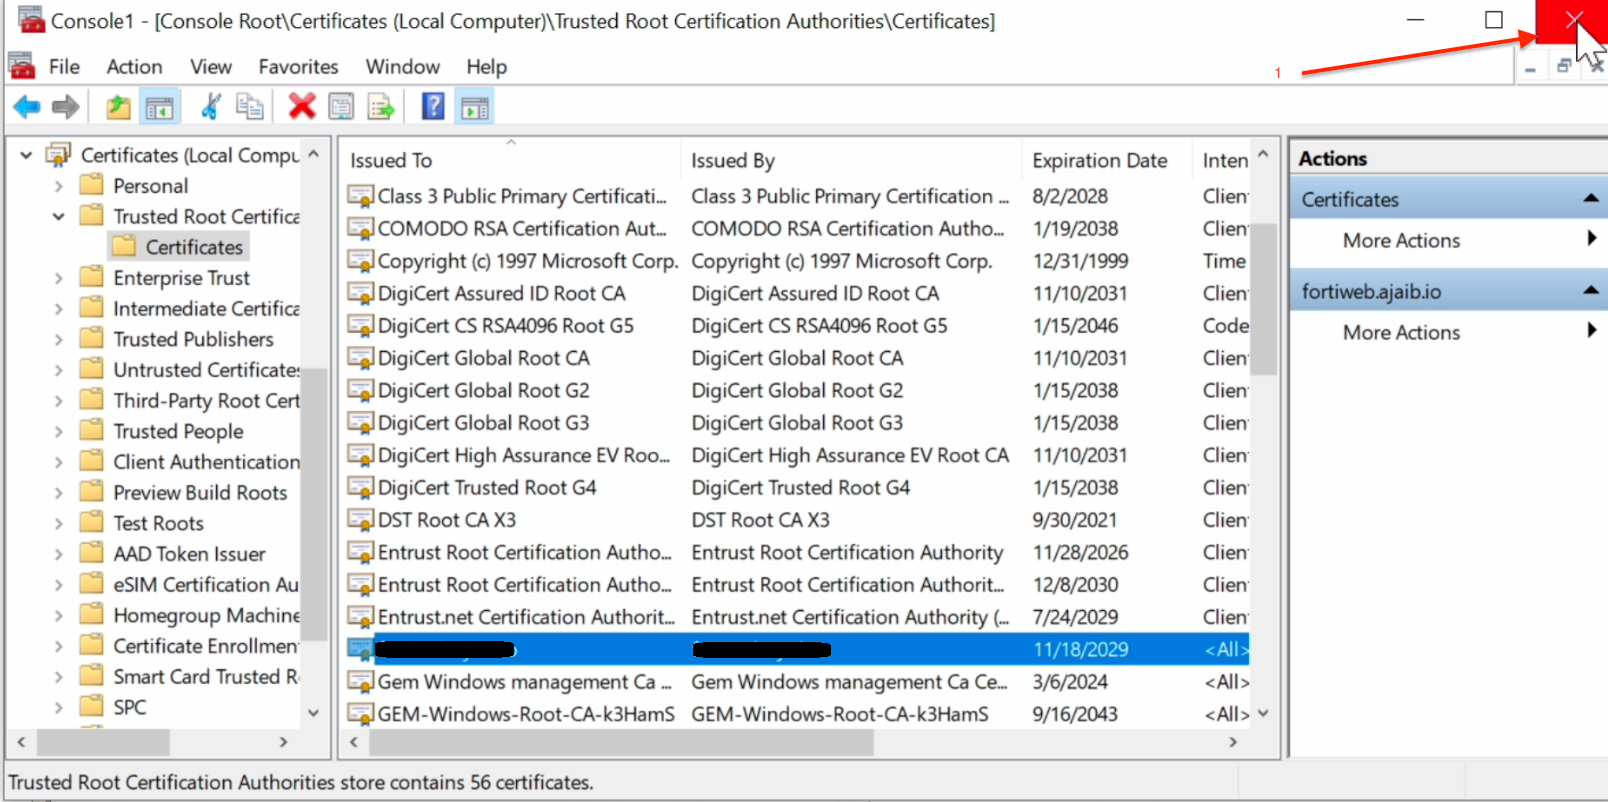 Console1 - [Console Root\Certificates (Local Computer)\Trusted Root Certification Authorities\Certificates]
1
File Action View Favorites Window Help
Certificates (Local Compu
Personal
Trusted Root Certifica
Certificates
Enterprise Trust
Intermediate Certifica
Trusted Publishers
Untrusted Certificates
Third-Party Root Cert
Trusted People
Client Authentication
Preview Build Roots
Test Roots
AAD Token Issuer
eSIM Certification Au
Homegroup Machine
Certificate Enrollmen
Smart Card Trusted R
SPC
Issued To Issued By Expiration Date Inten
Class 3 Public Primary Certificati... Class 3 Public Primary Certification ... 8/2/2028 Clien
COMODO RSA Certification Aut... COMODO RSA Certification Autho... 1/19/2038 Clien
Copyright (c) 1997 Microsoft Corp. Copyright (c) 1997 Microsoft Corp. 12/31/1999 Time
DigiCert Assured ID Root CA DigiCert Assured ID Root CA 11/10/2031 Clien
DigiCert CS RSA4096 Root G5 DigiCert CS RSA4096 Root G5 1/15/2046 Code
DigiCert Global Root CA DigiCert Global Root CA 11/10/2031 Clien
DigiCert Global Root G2 DigiCert Global Root G2 1/15/2038 Clien
DigiCert Global Root G3 DigiCert Global Root G3 1/15/2038 Clien
DigiCert High Assurance EV Roo... DigiCert High Assurance EV Root CA 11/10/2031 Clien
DigiCert Trusted Root G4 DigiCert Trusted Root G4 1/15/2038 Clien
DST Root CA X3 DST Root CA X3 9/30/2021 Clien
Entrust Root Certification Autho... Entrust Root Certification Authority 11/28/2026 Clien
Entrust Root Certification Autho... Entrust Root Certification Authorit... 12/8/2030 Clien
Entrust.net Certification Authorit... Entrust.net Certification Authority (... 7/24/2029 Clien
11/18/2029 <All>
Gem Windows management Ca ... Gem Windows management Ca Ce... 3/6/2024 <All>
GEM-Windows-Root-CA-k3HamS GEM-Windows-Root-CA-k3HamS 9/16/2043 <All>
Actions
Certificates
More Actions
fortiweb.ajaib.io
More Actions
Trusted Root Certification Authorities store contains 56 certificates.